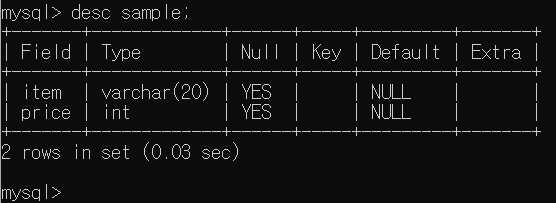 mysql> desc sample;
+-------+-------------+------+-----+---------+-------+
| Field | Type        | Null | Key | Default | Extra |
+-------+-------------+------+-----+---------+-------+
| item  | varchar(20) | YES  |     | NULL    |       |
| price | int         | YES  |     | NULL    |       |
+-------+-------------+------+-----+---------+-------+
2 rows in set (0.03 sec)
mysql>